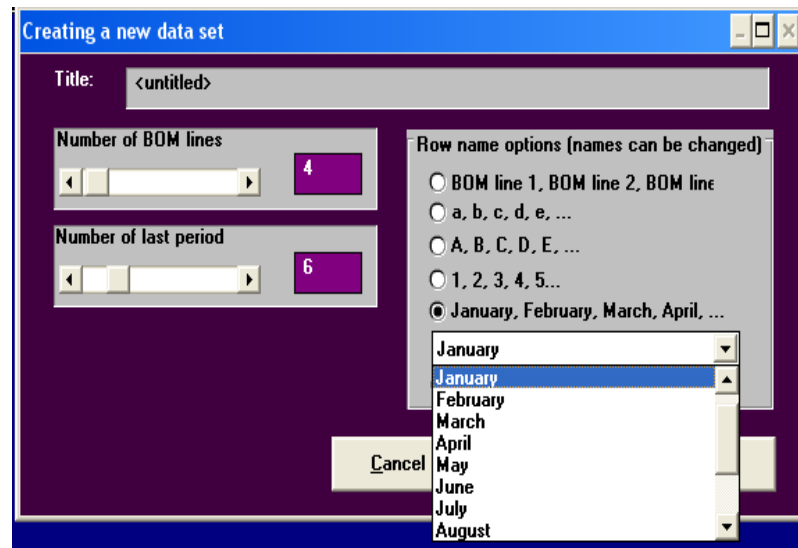 Creating a new data set
Title:
<untitled>
Number of BOM lines
4
Number of last period
6
Row name options (names can be changed)
BOM line 1, BOM line 2, BOM line
a, b, c, d, e, ...
A, B, C, D, E, ...
1, 2, 3, 4, 5...
January, February, March, April, ...
January
January
February
March
April
May
June
July
August
Cancel